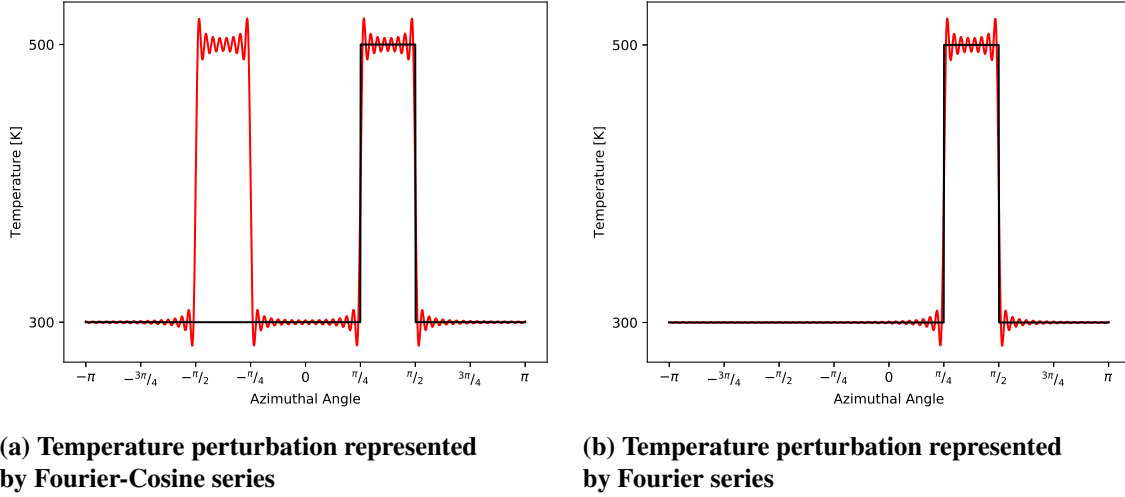 500
300
Temperature [K]
−π
−3π/4
−π/2
−π/4
0
π/4
π/2
3π/4
π
Azimuthal Angle
(a) Temperature perturbation represented
by Fourier-Cosine series
500
300
Temperature [K]
−π
−3π/4
−π/2
−π/4
0
π/4
π/2
3π/4
π
Azimuthal Angle
(b) Temperature perturbation represented
by Fourier series